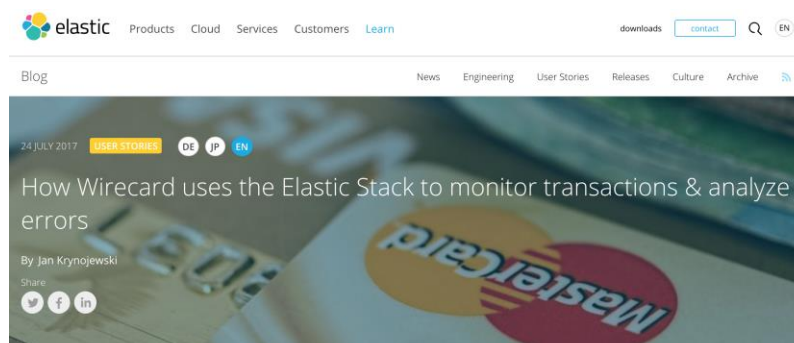 elastic Products Cloud Services Customers Learn downloads contact EN
Blog News Engineering User Stories Releases Culture Archive
24 JULY 2017 USER STORIES DE JP EN
How Wirecard uses the Elastic Stack to monitor transactions & analyze
errors
By Jan Krynojewski
Share
VISA
MasterCard